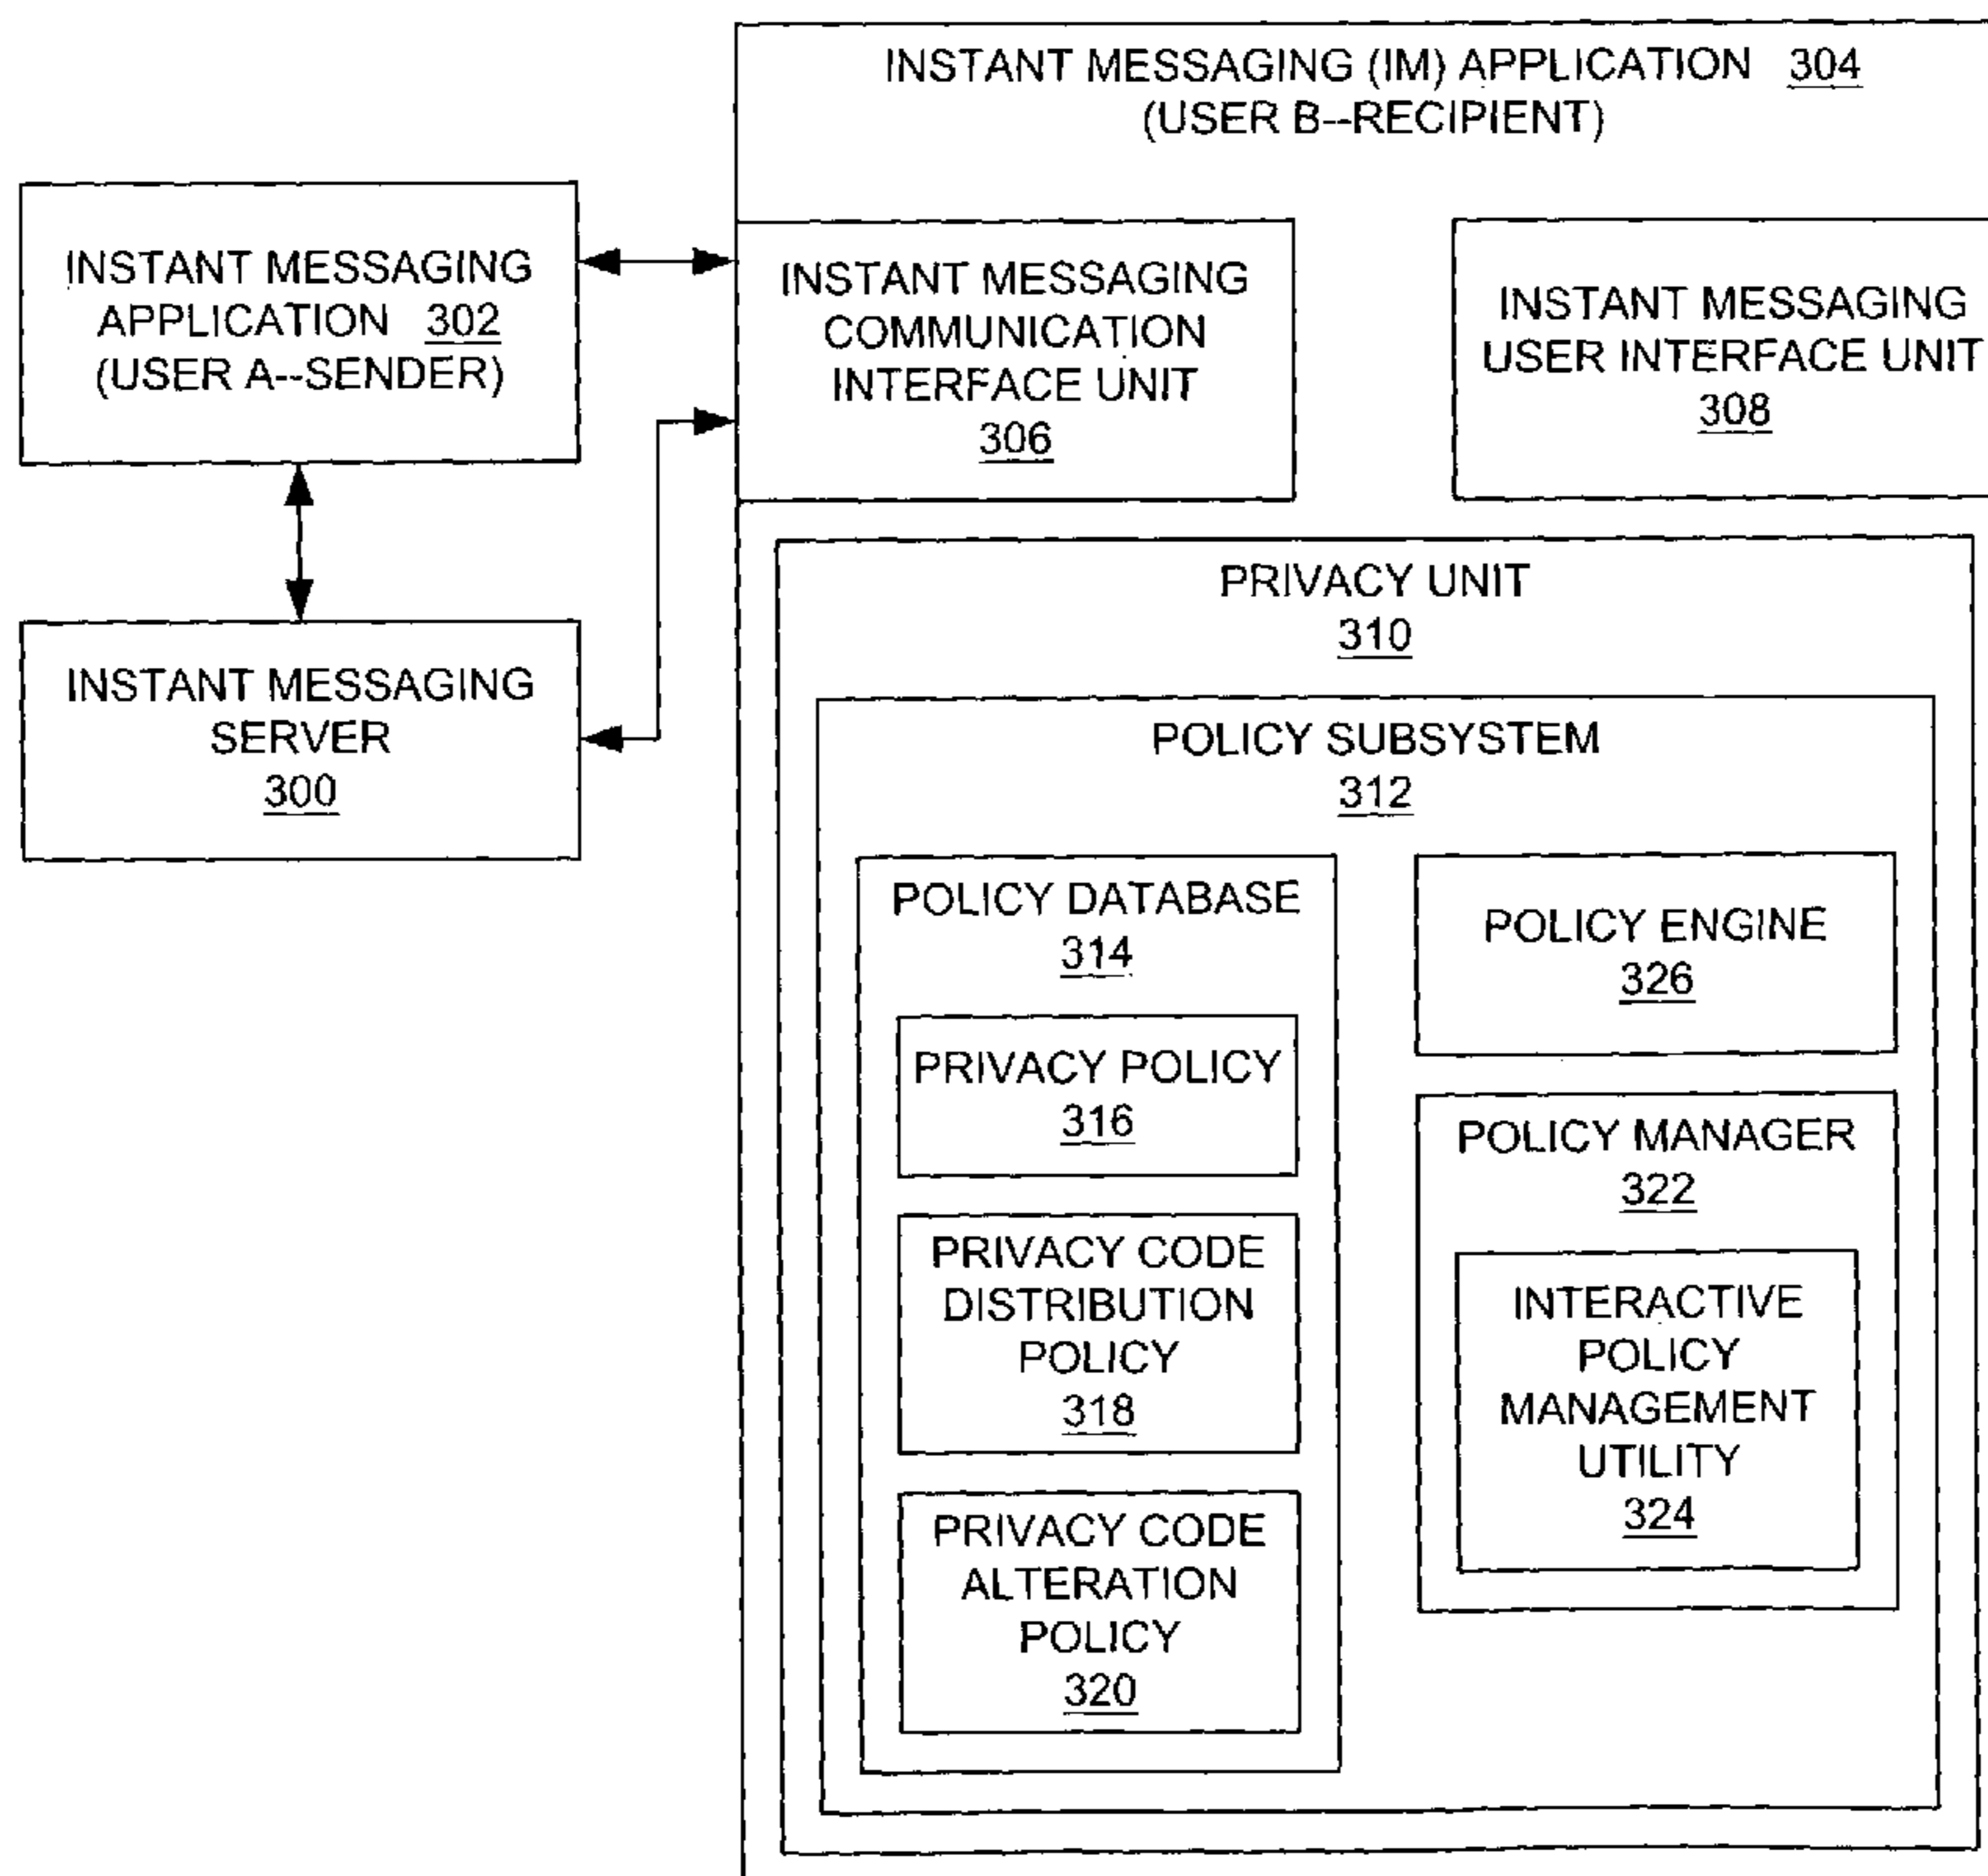 INSTANT MESSAGING (IM) APPLICATION 304
(USER B--RECIPIENT)
INSTANT MESSAGING
APPLICATION 302
(USER A--SENDER)
INSTANT MESSAGING
COMMUNICATION
INTERFACE UNIT
306
INSTANT MESSAGING
USER INTERFACE UNIT
308
INSTANT MESSAGING
SERVER
300
PRIVACY UNIT
310
POLICY SUBSYSTEM
312
POLICY DATABASE
314
PRIVACY POLICY
316
PRIVACY CODE
DISTRIBUTION
POLICY
318
PRIVACY CODE
ALTERATION
POLICY
320
POLICY ENGINE
326
POLICY MANAGER
322
INTERACTIVE
POLICY
MANAGEMENT
UTILITY
324